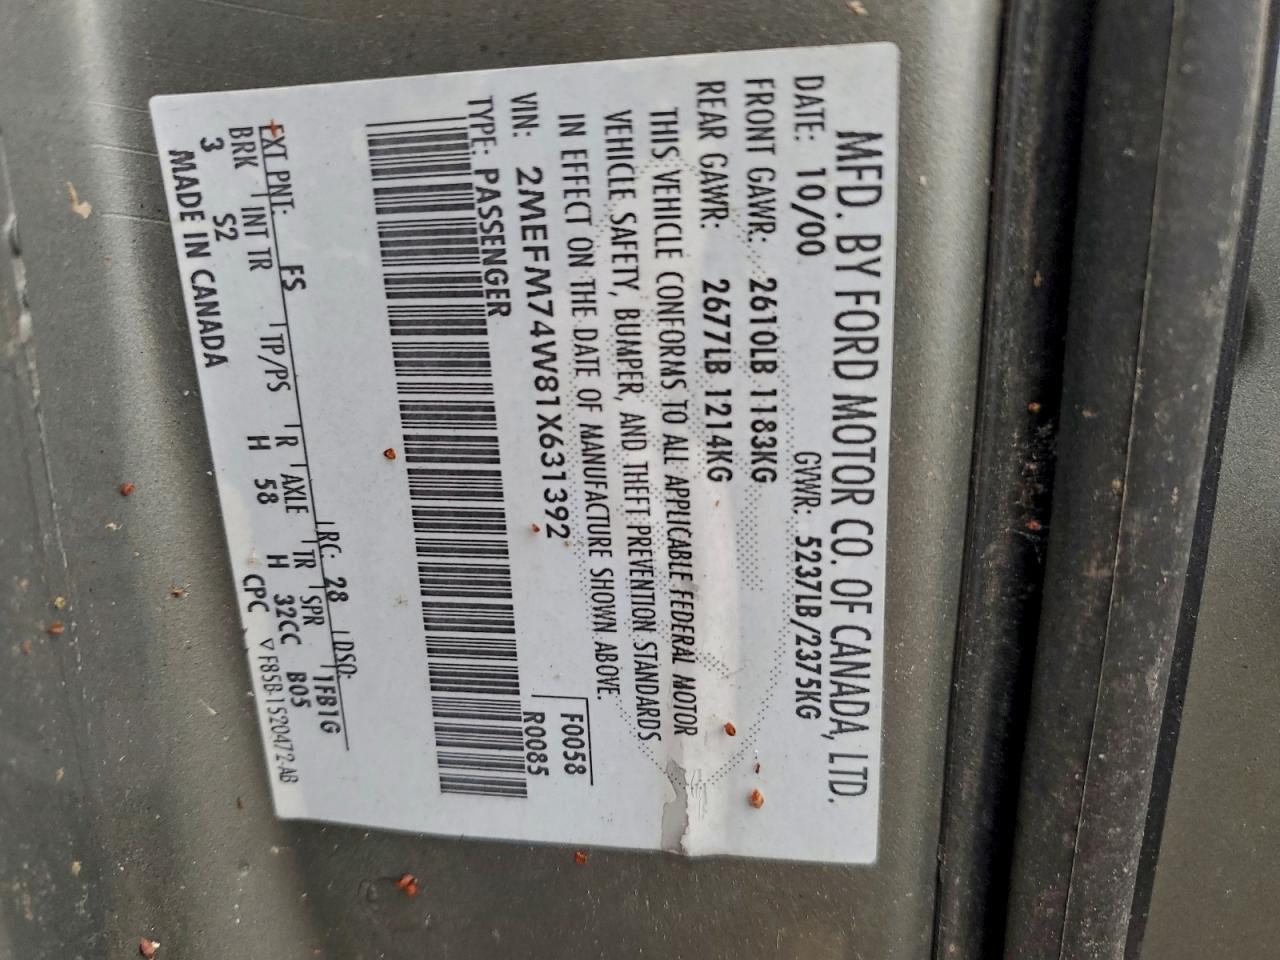 MFD. BY FORD MOTOR CO. OF CANADA, LTD.
DATE: 10/00 GVWR: 5237LB/2375KG
FRONT GAWR: 2610LB 1183KG
REAR GAWR: 2677LB 1214KG
THIS VEHICLE CONFORMS TO ALL APPLICABLE FEDERAL MOTOR
VEHICLE SAFETY, BUMPER, AND THEFT PREVENTION STANDARDS
IN EFFECT ON THE DATE OF MANUFACTURE SHOWN ABOVE.
VIN: 2MEFM74W81X631392 F0058
TYPE: PASSENGER R0085
EXT PNT: FS RC: 28 DSO: 1FB1G
BRK INT TR TP/PS R AXLE TR SPR B05
3 S2 H 58 H 32CC
MADE IN CANADA CPC ▽ F85B-1520472-AB